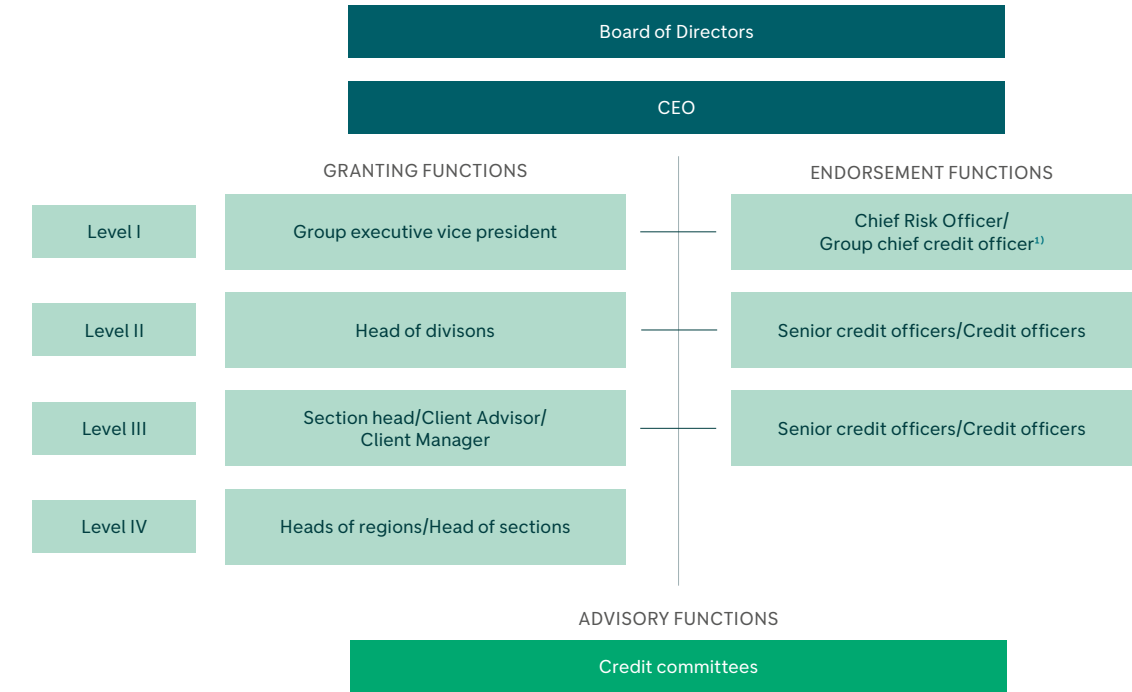 Board of Directors
CEO
GRANTING FUNCTIONS
ENDORSEMENT FUNCTIONS
Level I
Group executive vice president
Chief Risk Officer/
Group chief credit officer¹⁾
Level II
Head of divisons
Senior credit officers/Credit officers
Level III
Section head/Client Advisor/
Client Manager
Senior credit officers/Credit officers
Level IV
Heads of regions/Head of sections
ADVISORY FUNCTIONS
Credit committees